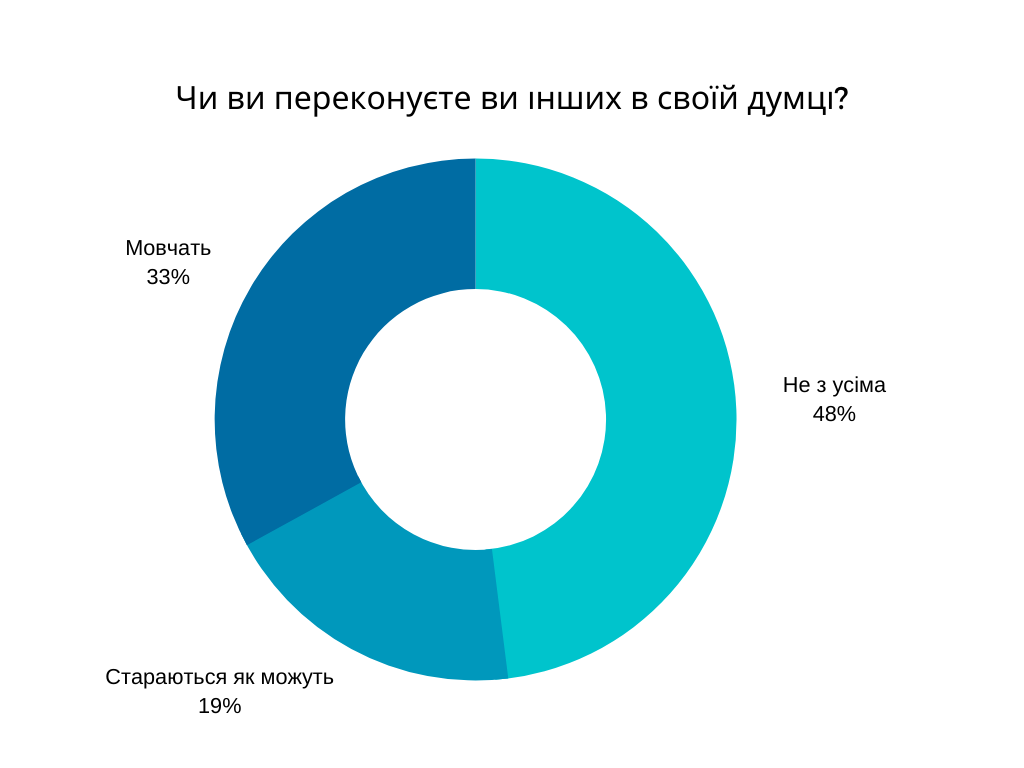 Чи ви переконуєте ви інших в своїй думці?
Мовчать
33%
Не з усіма
48%
Стараються як можуть
19%